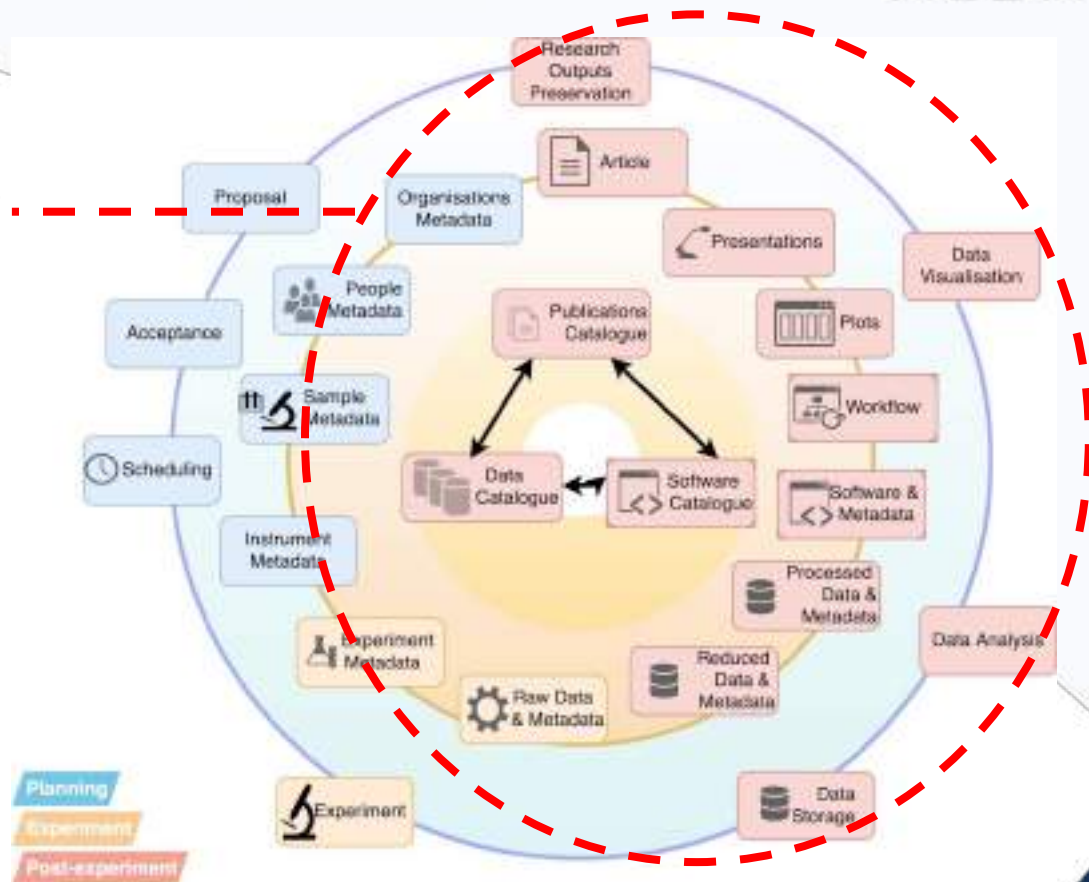 Research
Outputs
Preservation
Article
Proposal
Organisations
Metadata
Presentations
Data
Visualisation
People
Metadata
Publications
Catalogue
Plots
Acceptance
Sample
Metadata
Workflow
Scheduling
Data
Catalogue
Software
Catalogue
Software &
Metadata
Instrument
Metadata
Processed
Data &
Metadata
Experiment
Metadata
Reduced
Data &
Metadata
Data Analysis
Raw Data
& Metadata
Planning
Experiment
Post-experiment
Experiment
Data
Storage